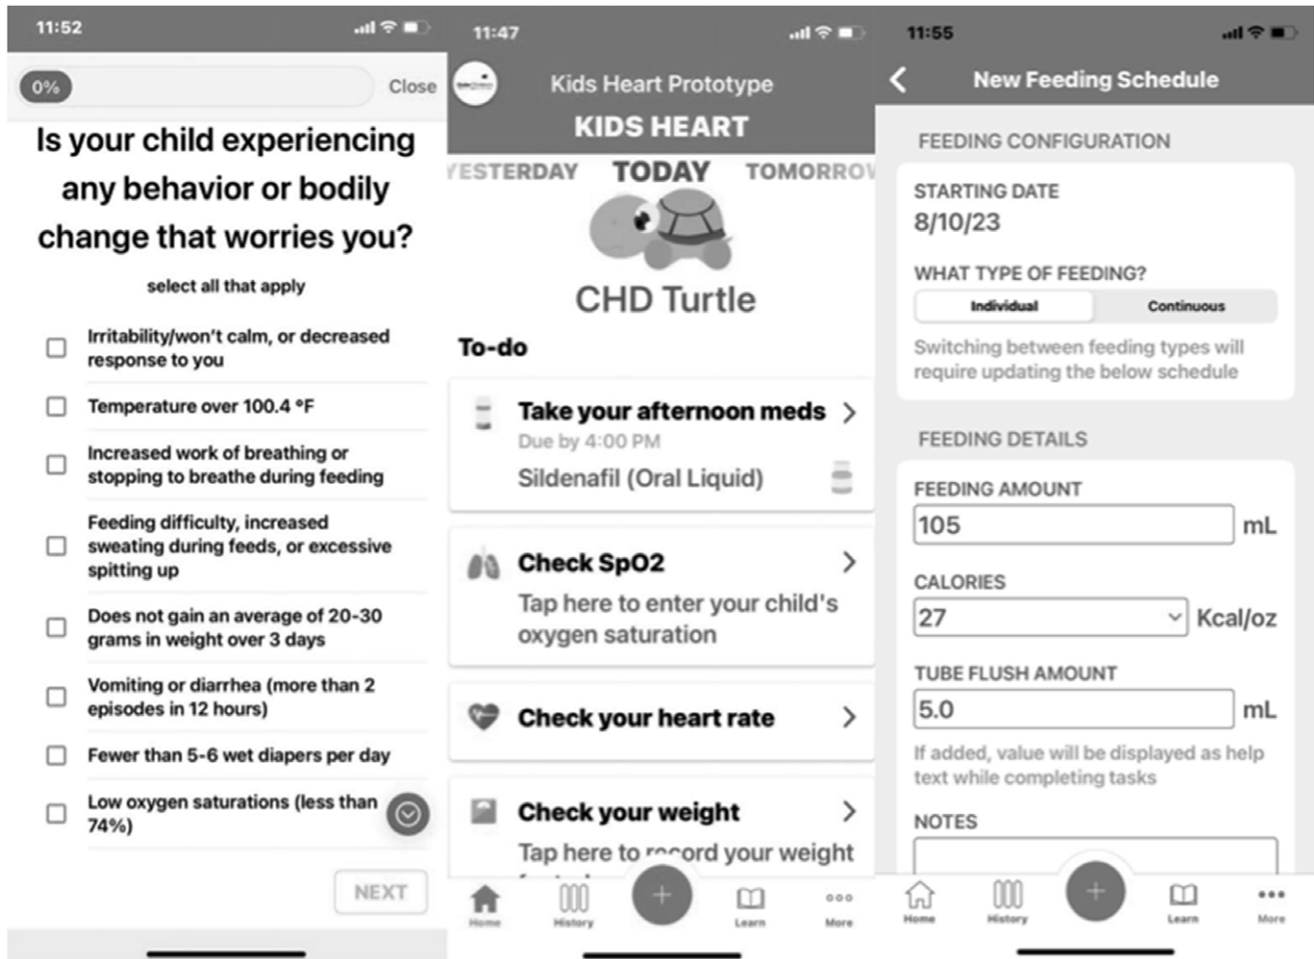 11:52
0%
Close
Is your child experiencing
any behavior or bodily
change that worries you?
select all that apply
Irritability/won't calm, or decreased
response to you
Temperature over 100.4 ºF
Increased work of breathing or
stopping to breathe during feeding
Feeding difficulty, increased
sweating during feeds, or excessive
spitting up
Does not gain an average of 20-30
grams in weight over 3 days
Vomiting or diarrhea (more than 2
episodes in 12 hours)
Fewer than 5-6 wet diapers per day
Low oxygen saturations (less than
74%)
NEXT
11:47
Kids Heart Prototype
KIDS HEART
YESTERDAY TODAY TOMORROW
CHD Turtle
To-do
Take your afternoon meds
Due by 4:00 PM
Sildenafil (Oral Liquid)
Check SpO2
Tap here to enter your child's
oxygen saturation
Check your heart rate
Check your weight
Tap here to record your weight
Home History Learn More
11:55
New Feeding Schedule
FEEDING CONFIGURATION
STARTING DATE
8/10/23
WHAT TYPE OF FEEDING?
Individual Continuous
Switching between feeding types will
require updating the below schedule
FEEDING DETAILS
FEEDING AMOUNT
105 mL
CALORIES
27 Kcal/oz
TUBE FLUSH AMOUNT
5.0 mL
If added, value will be displayed as help
text while completing tasks
NOTES
Home History Learn More